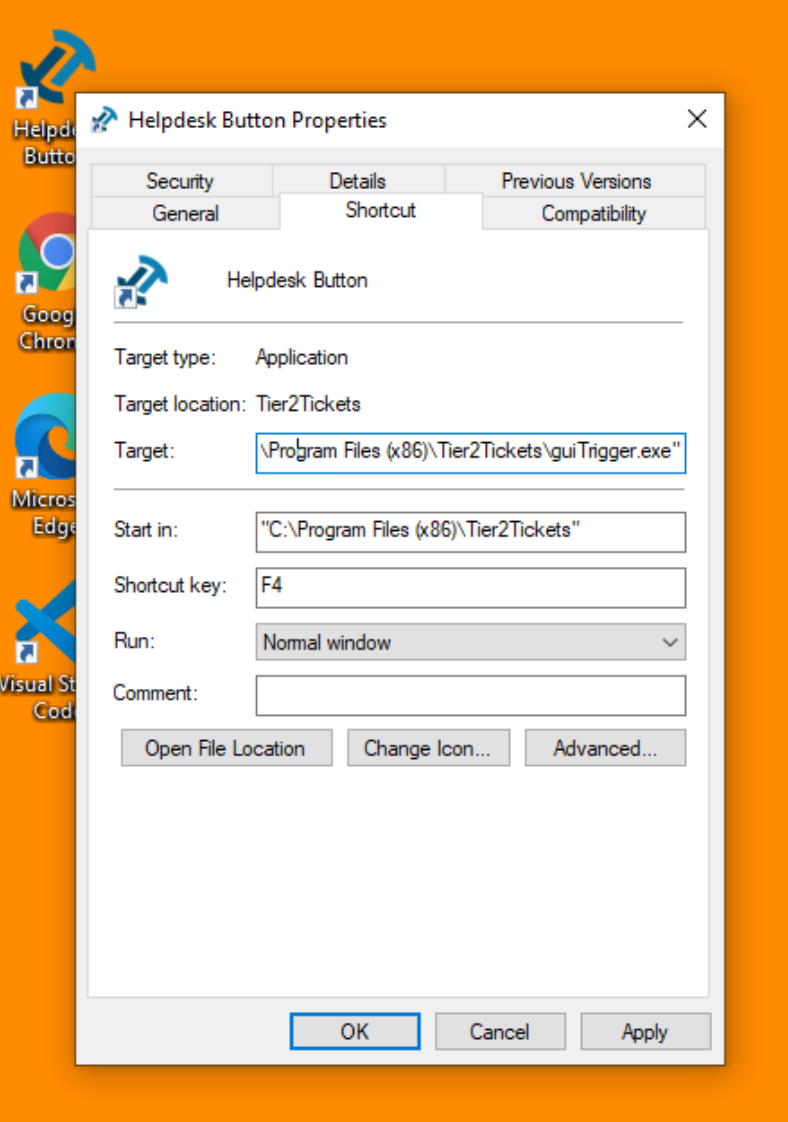 Helpdesk Button Properties
Security Details Previous Versions
General Shortcut Compatibility
Helpdesk Button
Target type: Application
Target location: Tier2Tickets
Target: \Program Files (x86)\Tier2Tickets\guiTrigger.exe"
Start in: "C:\Program Files (x86)\Tier2Tickets"
Shortcut key: F4
Run: Normal window
Comment:
Open File Location Change Icon... Advanced...
OK Cancel Apply
Helpd
Butto
Goog
Chron
Micros
Edge
Visual St
Cod